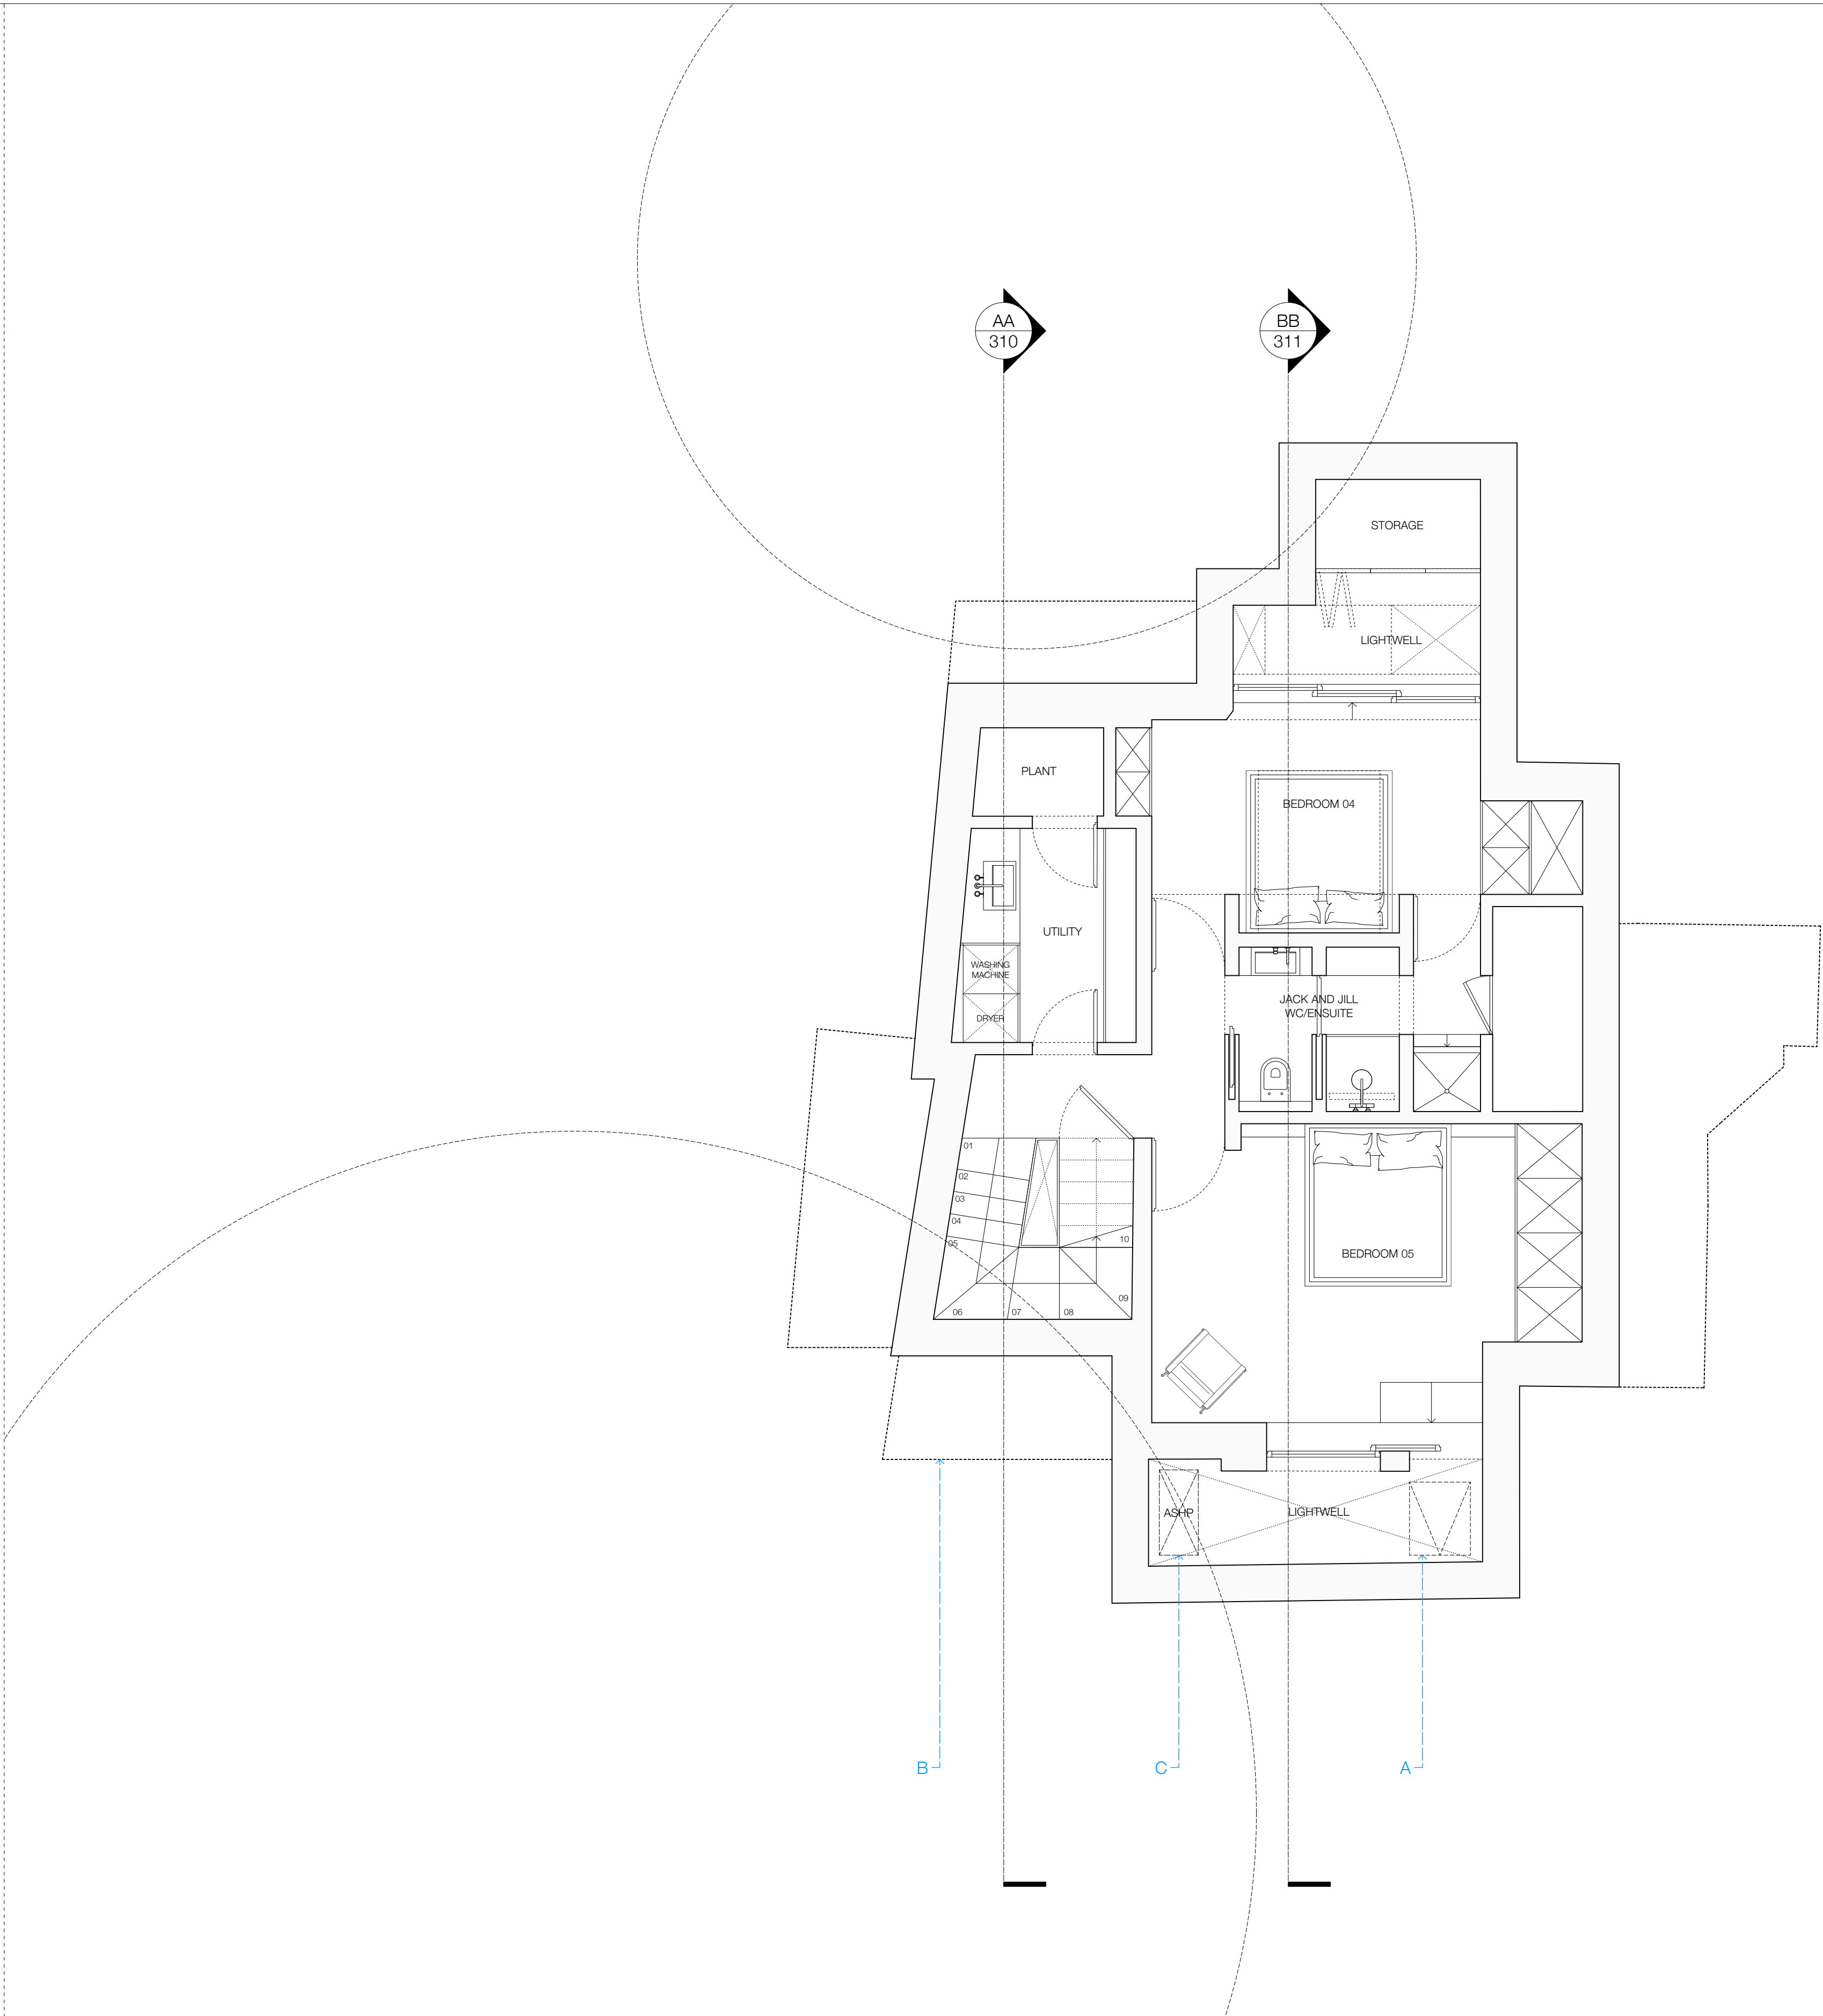 AA
310
BB
311
STORAGE
LIGHTWELL
PLANT
BEDROOM 04
UTILITY
WASHING
MACHINE
DRYER
JACK AND JILL
WC/ENSUITE
01
02
03
04
05
06
07
08
09
10
BEDROOM 05
ASHP
LIGHTWELL
B
C
A